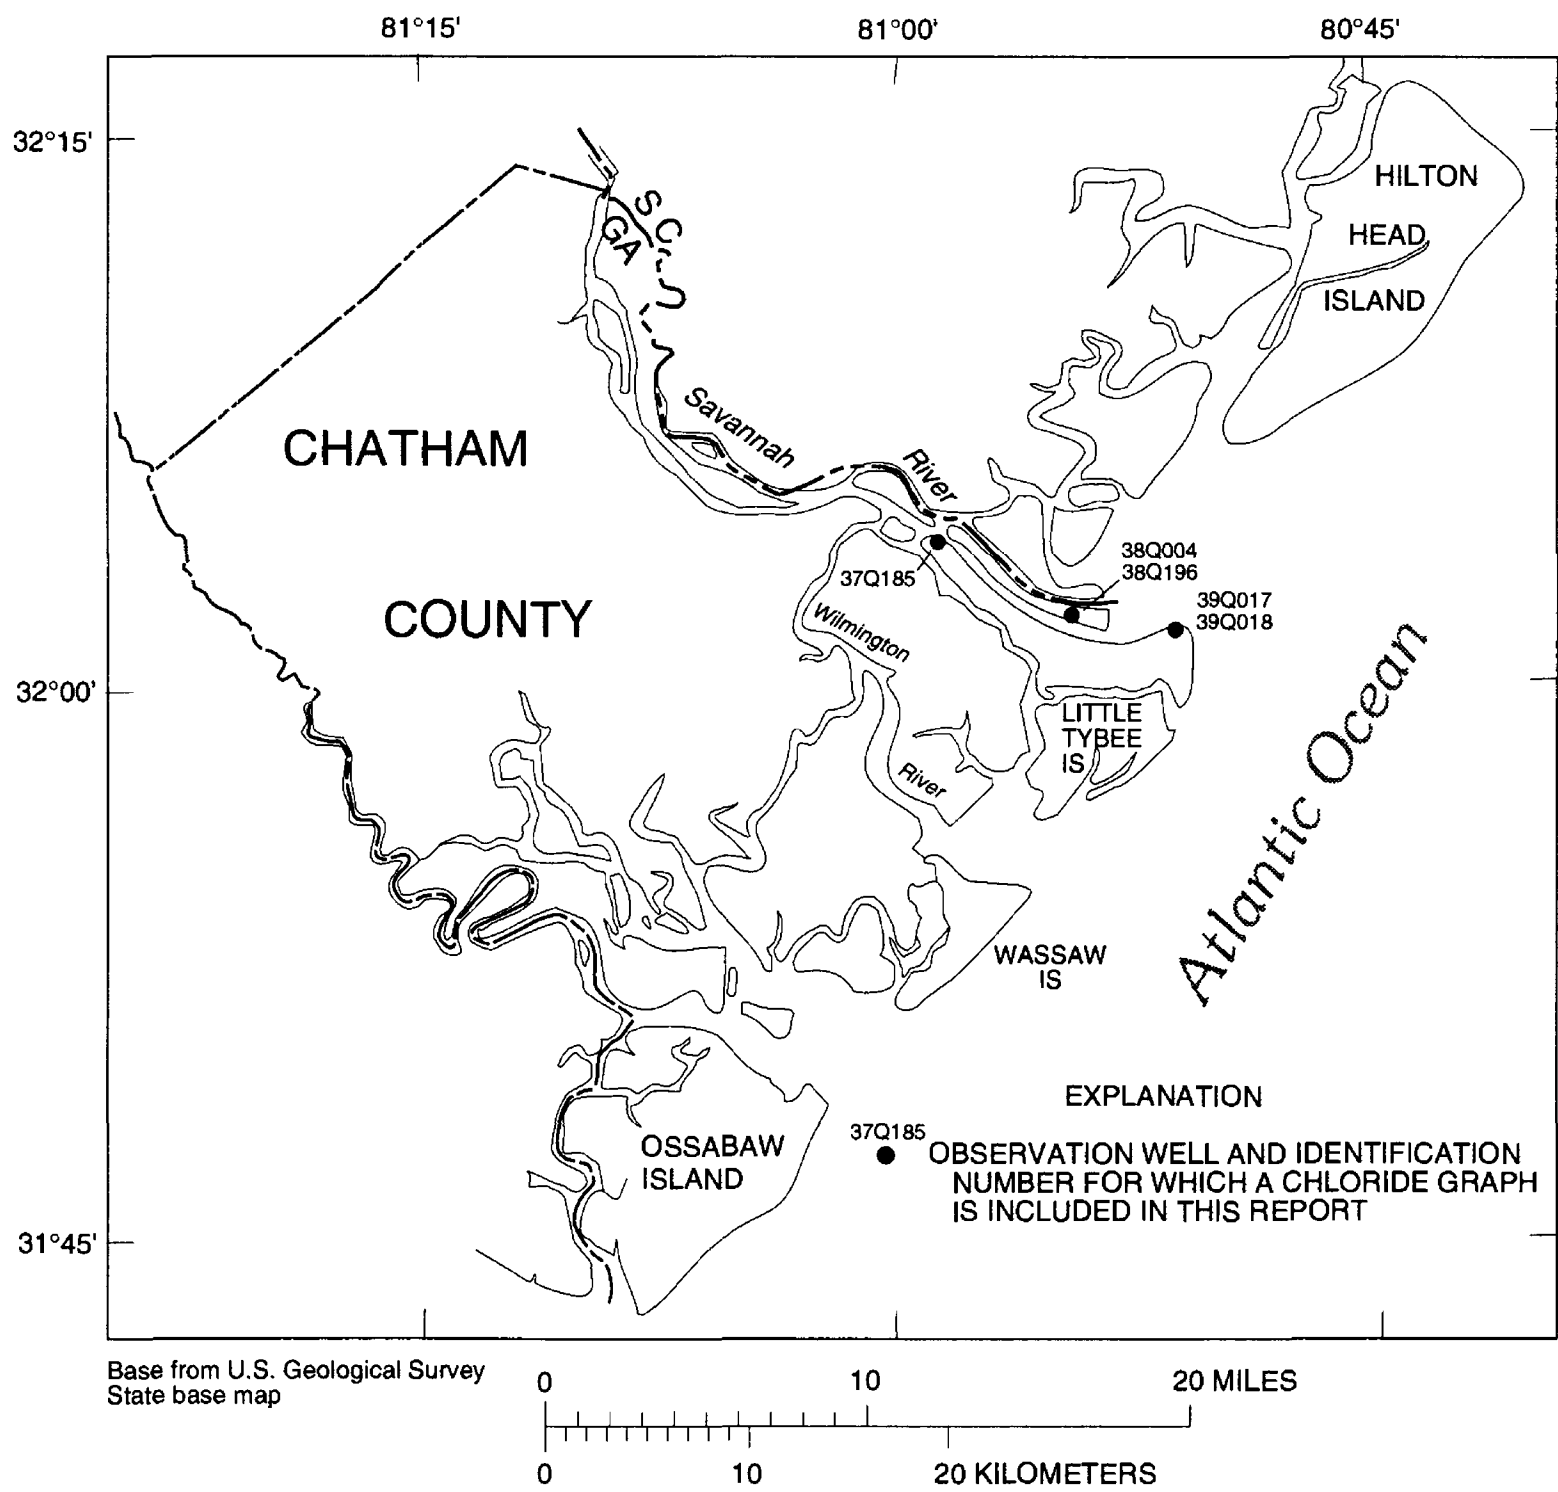 81°15'
81°00'
80°45'
32°15'
32°00'
31°45'
S C
GA
HILTON
HEAD
ISLAND
CHATHAM
COUNTY
Savannah
River
37Q185
38Q004
38Q196
39Q017
39Q018
Wilmington
River
LITTLE
TYBEE
IS
Atlantic Ocean
WASSAW
IS
OSSABAW
ISLAND
EXPLANATION
37Q185
OBSERVATION WELL AND IDENTIFICATION
NUMBER FOR WHICH A CHLORIDE GRAPH
IS INCLUDED IN THIS REPORT
Base from U.S. Geological Survey
State base map
0 10 20 MILES
0 10 20 KILOMETERS